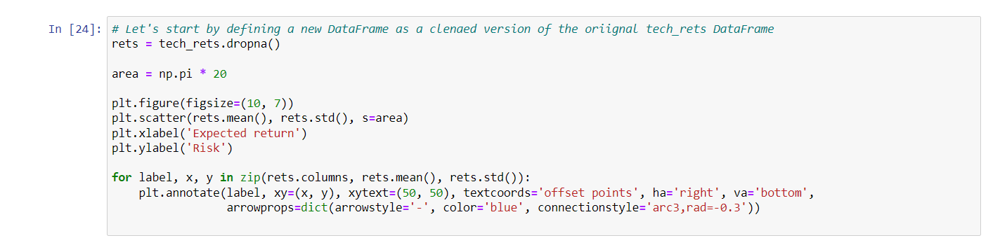 In [24]: # Let's start by defining a new DataFrame as a clenaed version of the oriignal tech_rets DataFrame
rets = tech_rets.dropna()
area = np.pi * 20
plt.figure(figsize=(10, 7))
plt.scatter(rets.mean(), rets.std(), s=area)
plt.xlabel('Expected return')
plt.ylabel('Risk')
for label, x, y in zip(rets.columns, rets.mean(), rets.std()):
    plt.annotate(label, xy=(x, y), xytext=(50, 50), textcoords='offset points', ha='right', va='bottom',
                 arrowprops=dict(arrowstyle='-', color='blue', connectionstyle='arc3,rad=-0.3'))